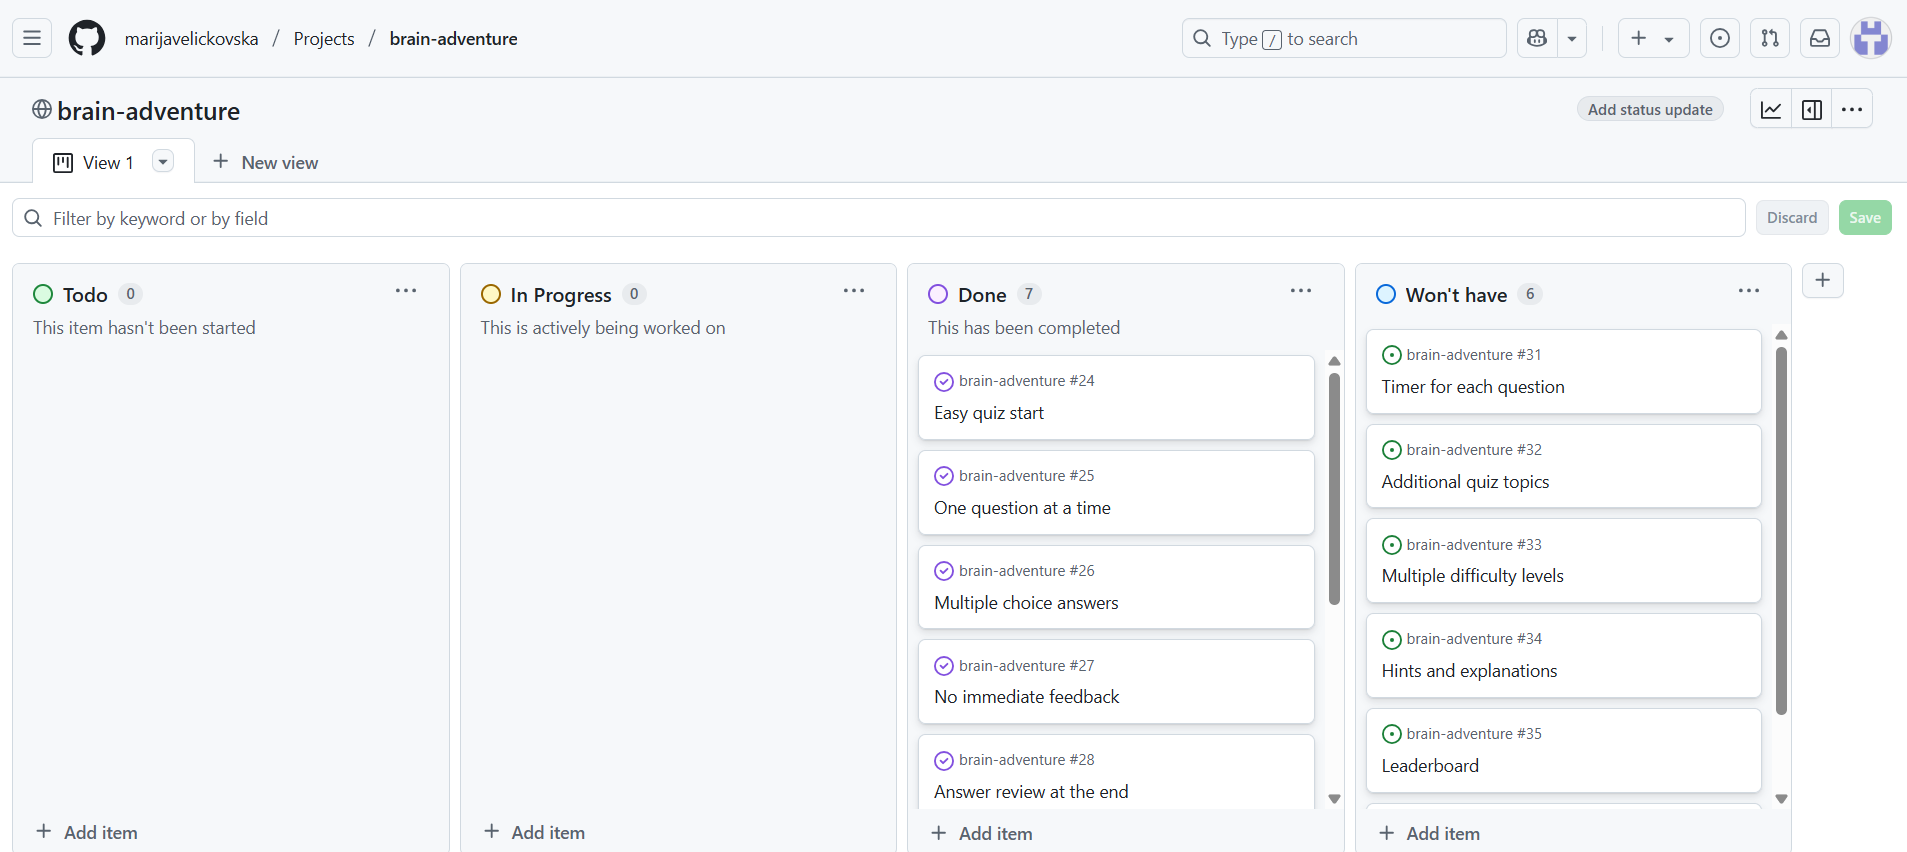 marijavelickovska / Projects / brain-adventure
Type / to search
brain-adventure
Add status update
View 1
New view
Filter by keyword or by field
Discard
Save
Todo 0
This item hasn't been started
Add item
In Progress 0
This is actively being worked on
Add item
Done 7
This has been completed
brain-adventure #24
Easy quiz start
brain-adventure #25
One question at a time
brain-adventure #26
Multiple choice answers
brain-adventure #27
No immediate feedback
brain-adventure #28
Answer review at the end
Add item
Won't have 6
brain-adventure #31
Timer for each question
brain-adventure #32
Additional quiz topics
brain-adventure #33
Multiple difficulty levels
brain-adventure #34
Hints and explanations
brain-adventure #35
Leaderboard
Add item